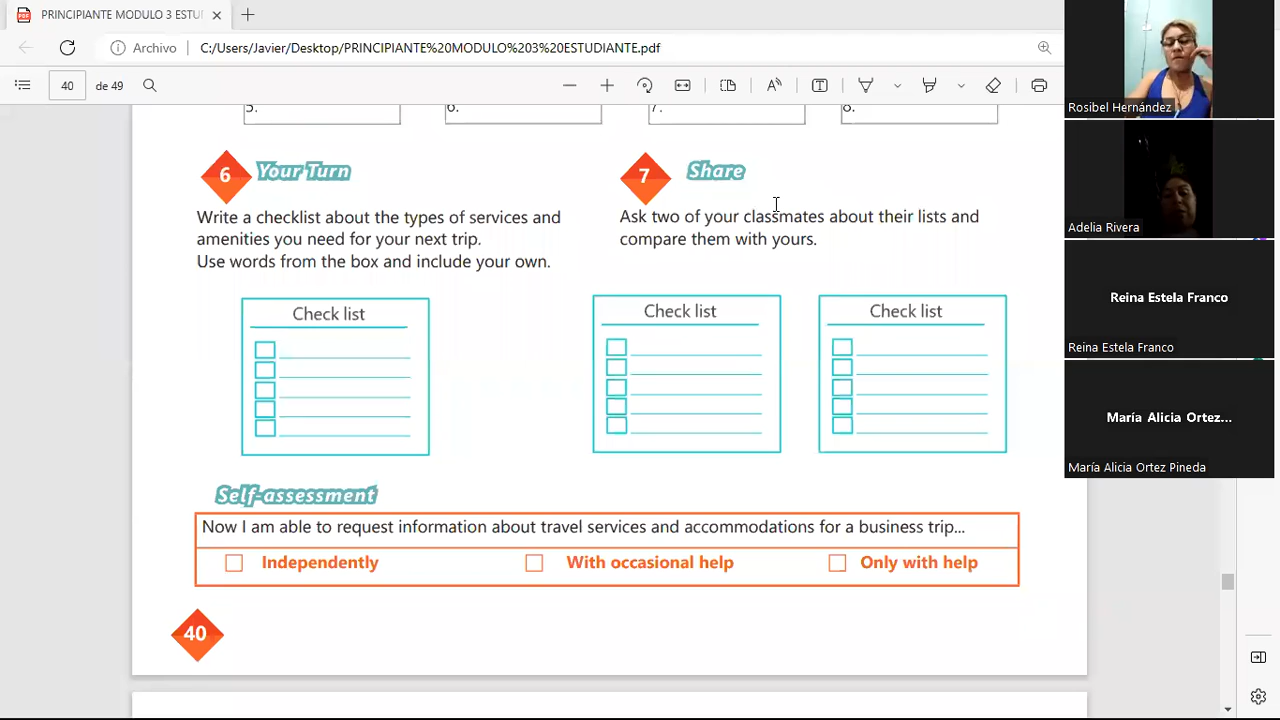 PRINCIPIANTE MODULO 3 ESTU
Archivo
C:/Users/Javier/Desktop/PRINCIPIANTE%20MODULO%203%20ESTUDIANTE.pdf
40 de 49
5. 6. 7. 8.
6 Your Turn
Write a checklist about the types of services and
amenities you need for your next trip.
Use words from the box and include your own.
Check list
7 Share
Ask two of your classmates about their lists and
compare them with yours.
Check list
Check list
Self-assessment
Now I am able to request information about travel services and accommodations for a business trip...
Independently
With occasional help
Only with help
40
Rosibel Hernández
Adelia Rivera
Reina Estela Franco
Reina Estela Franco
María Alicia Ortez...
María Alicia Ortez Pineda